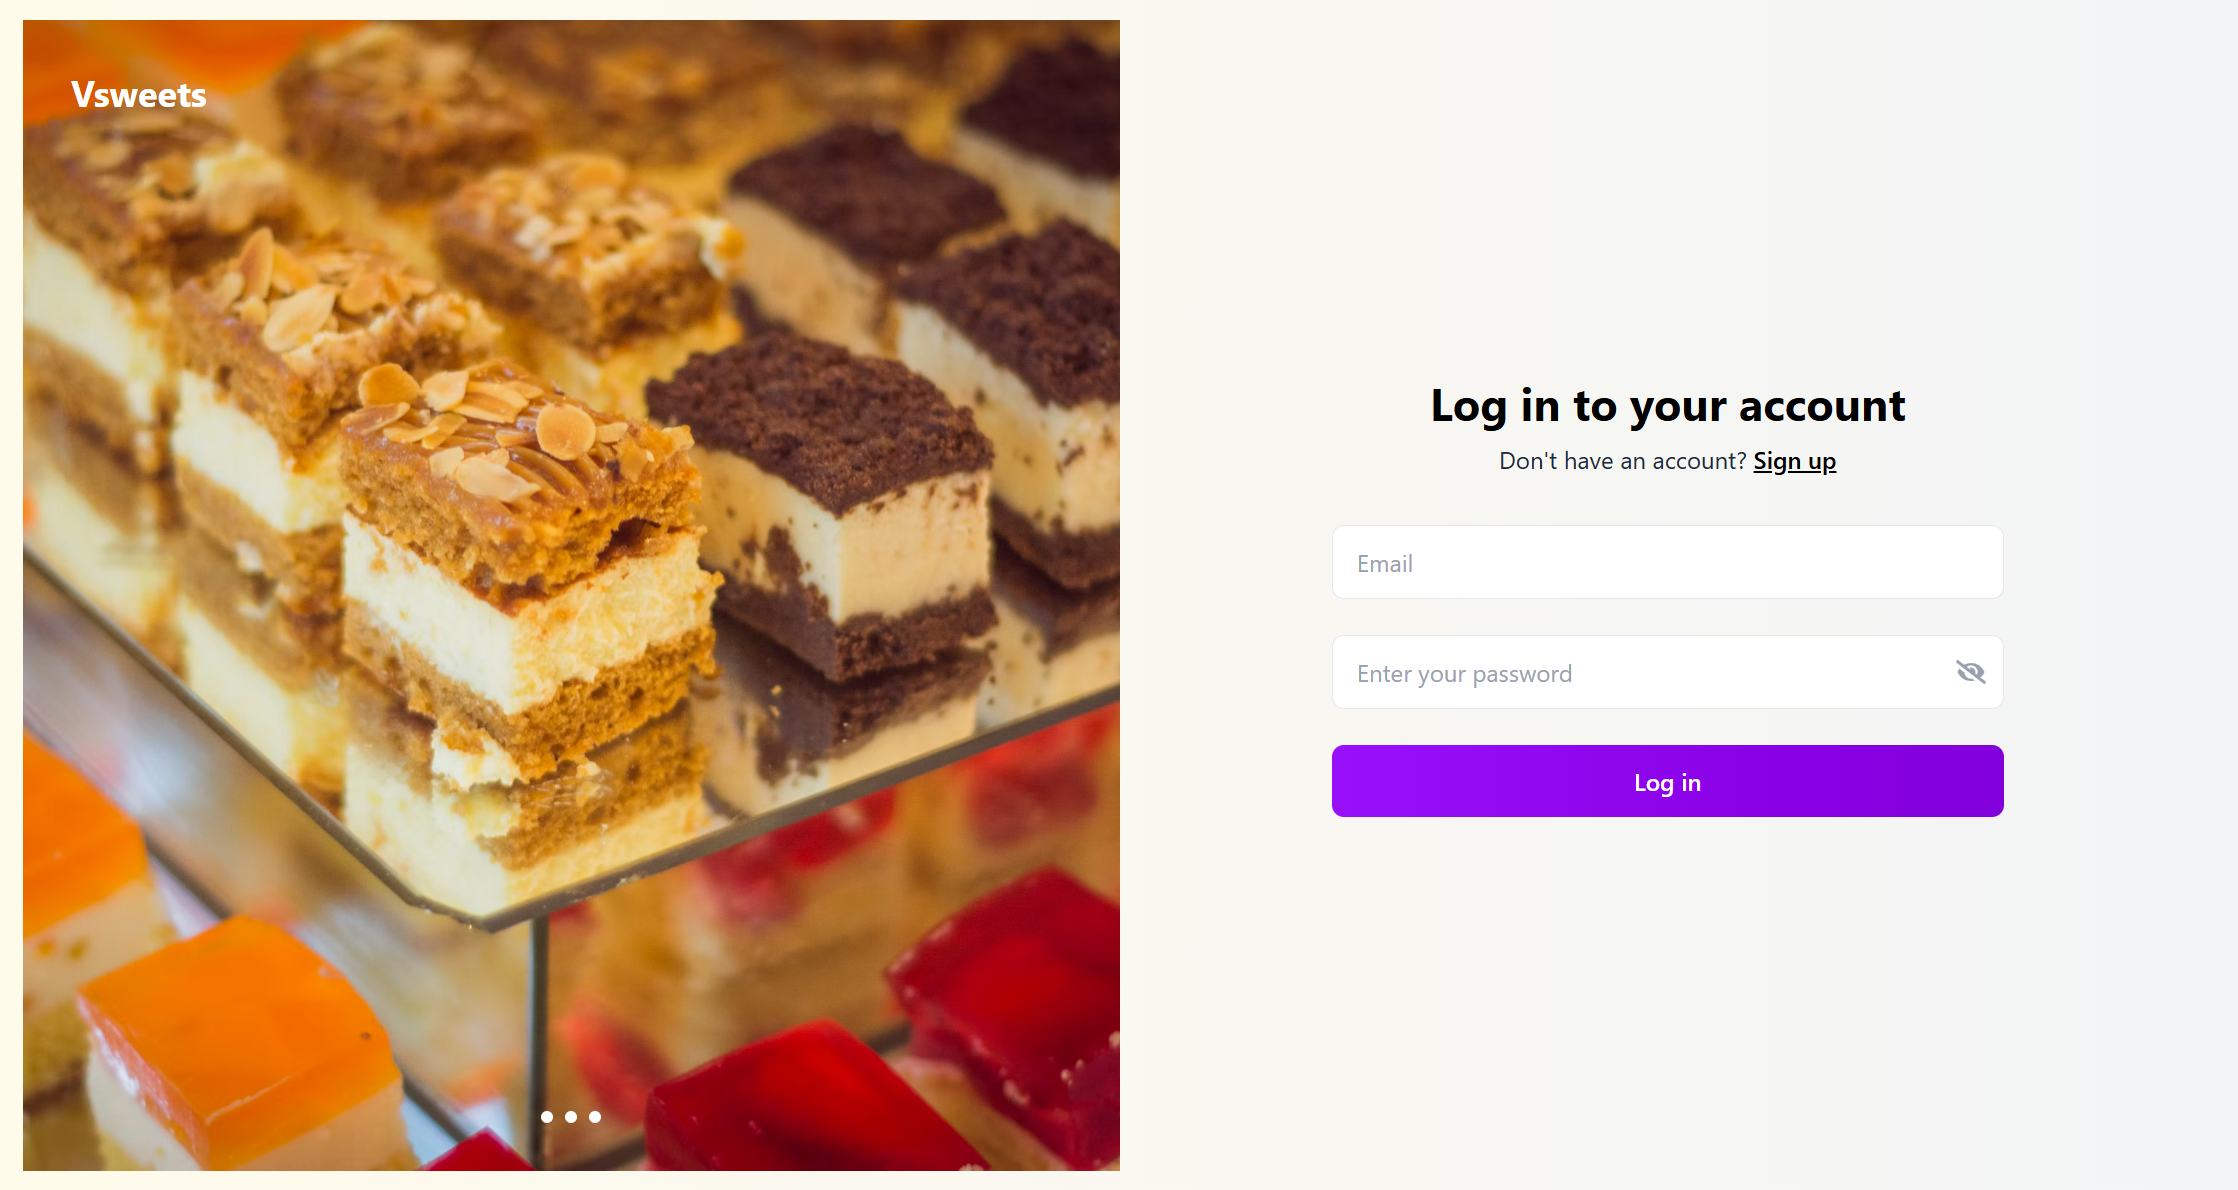 Vsweets
Log in to your account
Don't have an account? Sign up
Email
Enter your password
Log in